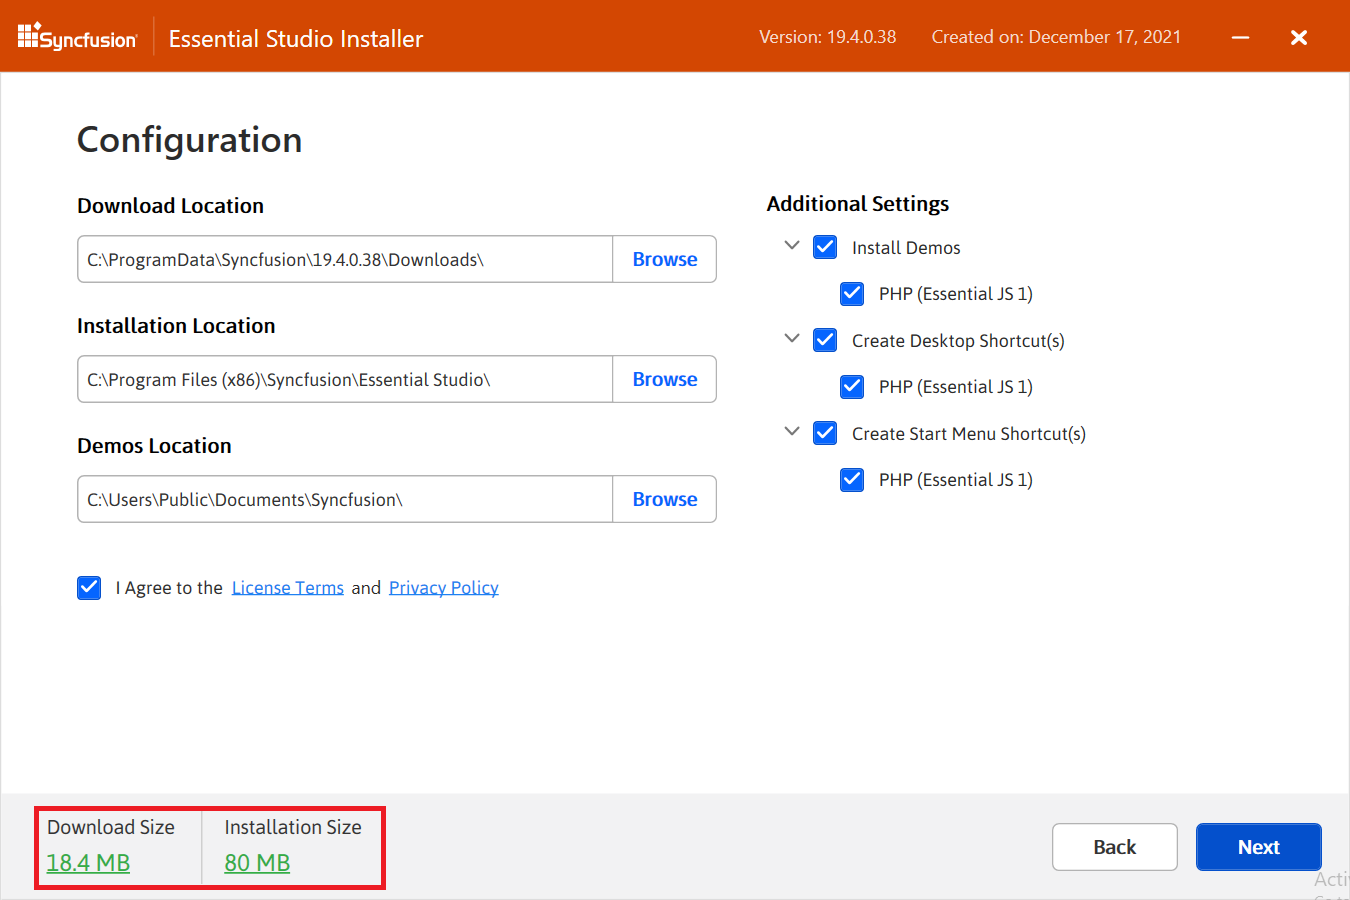 Syncfusion
Essential Studio Installer
Version: 19.4.0.38
Created on: December 17, 2021
Configuration
Download Location
C:\ProgramData\Syncfusion\19.4.0.38\Downloads\
Browse
Installation Location
C:\Program Files (x86)\Syncfusion\Essential Studio\
Browse
Demos Location
C:\Users\Public\Documents\Syncfusion\
Browse
I Agree to the License Terms and Privacy Policy
Additional Settings
Install Demos
PHP (Essential JS 1)
Create Desktop Shortcut(s)
PHP (Essential JS 1)
Create Start Menu Shortcut(s)
PHP (Essential JS 1)
Download Size
18.4 MB
Installation Size
80 MB
Back
Next
Acti